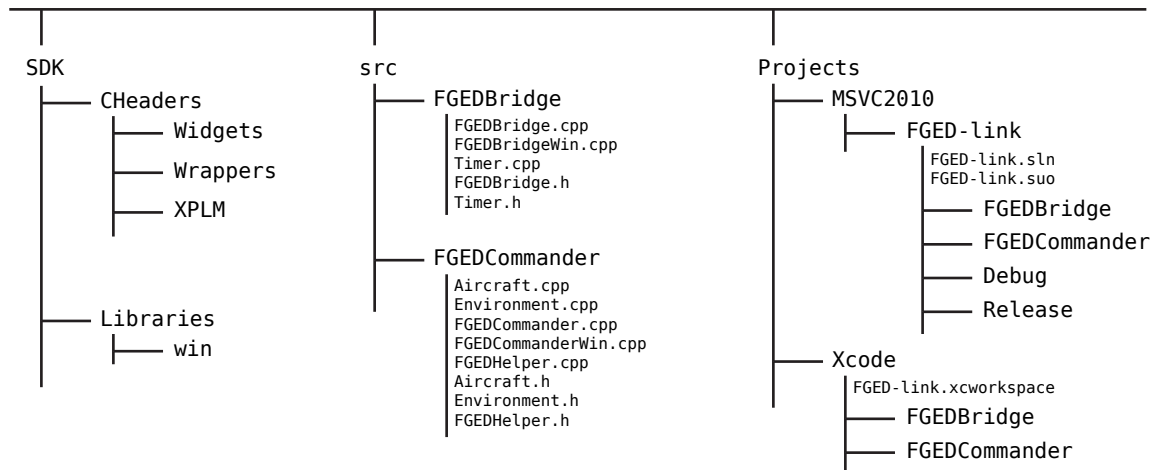 SDK
CHeaders
Widgets
Wrappers
XPLM
Libraries
win
src
FGEDBridge
FGEDBridge.cpp
FGEDBridgeWin.cpp
Timer.cpp
FGEDBridge.h
Timer.h
FGEDCommander
Aircraft.cpp
Environment.cpp
FGEDCommander.cpp
FGEDCommanderWin.cpp
FGEDHelper.cpp
Aircraft.h
Environment.h
FGEDHelper.h
Projects
MSVC2010
FGED-link
FGED-link.sln
FGED-link.suo
FGEDBridge
FGEDCommander
Debug
Release
Xcode
FGED-link.xcworkspace
FGEDBridge
FGEDCommander